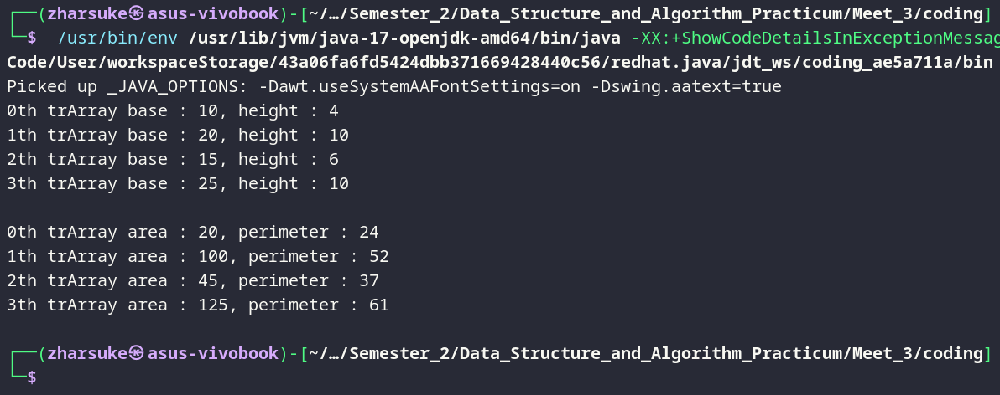 ┌──(zharsuke㉿asus-vivobook)-[~/…/Semester_2/Data_Structure_and_Algorithm_Practicum/Meet_3/coding]
└─$  /usr/bin/env /usr/lib/jvm/java-17-openjdk-amd64/bin/java -XX:+ShowCodeDetailsInExceptionMessag
Code/User/workspaceStorage/43a06fa6fd5424dbb371669428440c56/redhat.java/jdt_ws/coding_ae5a711a/bin
Picked up _JAVA_OPTIONS: -Dawt.useSystemAAFontSettings=on -Dswing.aatext=true
0th trArray base : 10, height : 4
1th trArray base : 20, height : 10
2th trArray base : 15, height : 6
3th trArray base : 25, height : 10

0th trArray area : 20, perimeter : 24
1th trArray area : 100, perimeter : 52
2th trArray area : 45, perimeter : 37
3th trArray area : 125, perimeter : 61

┌──(zharsuke㉿asus-vivobook)-[~/…/Semester_2/Data_Structure_and_Algorithm_Practicum/Meet_3/coding]
└─$